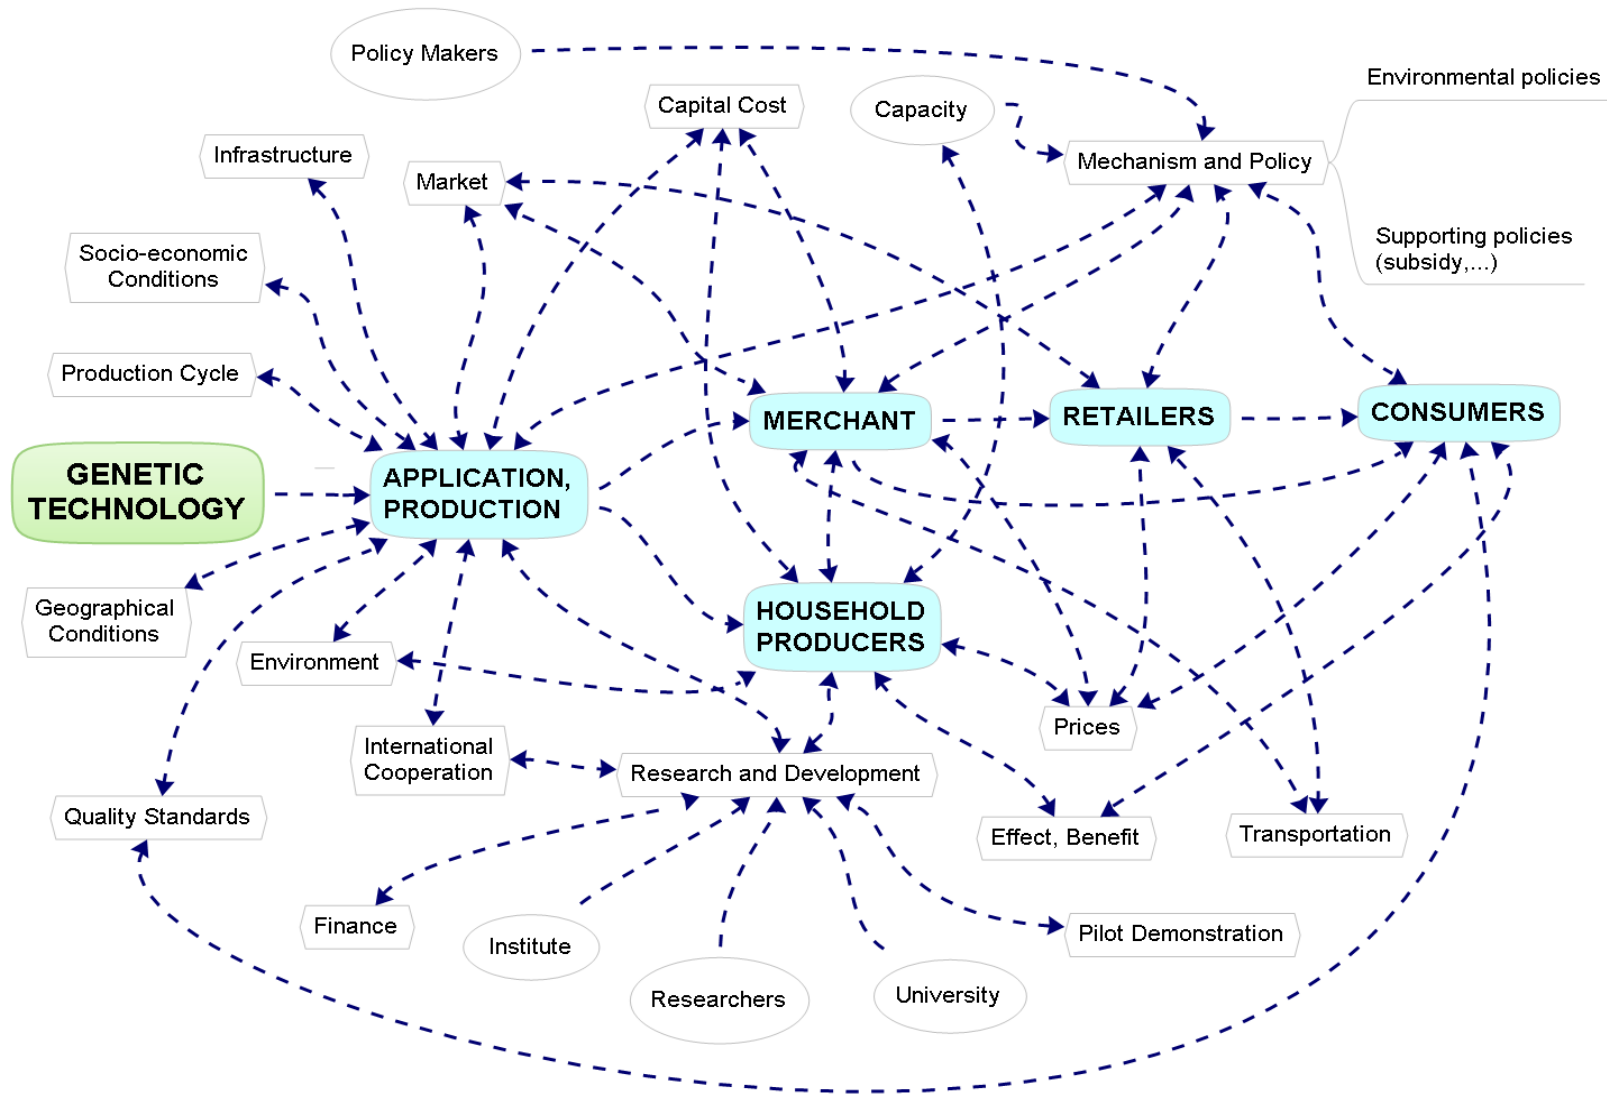 Policy Makers
Environmental policies
Capital Cost
Capacity
Infrastructure
Mechanism and Policy
Market
Supporting policies
(subsidy,...)
Socio-economic
Conditions
Production Cycle
MERCHANT
RETAILERS
CONSUMERS
GENETIC
TECHNOLOGY
APPLICATION,
PRODUCTION
Geographical
Conditions
HOUSEHOLD
PRODUCERS
Environment
Prices
International
Cooperation
Research and Development
Quality Standards
Effect, Benefit
Transportation
Finance
Institute
Pilot Demonstration
Researchers
University